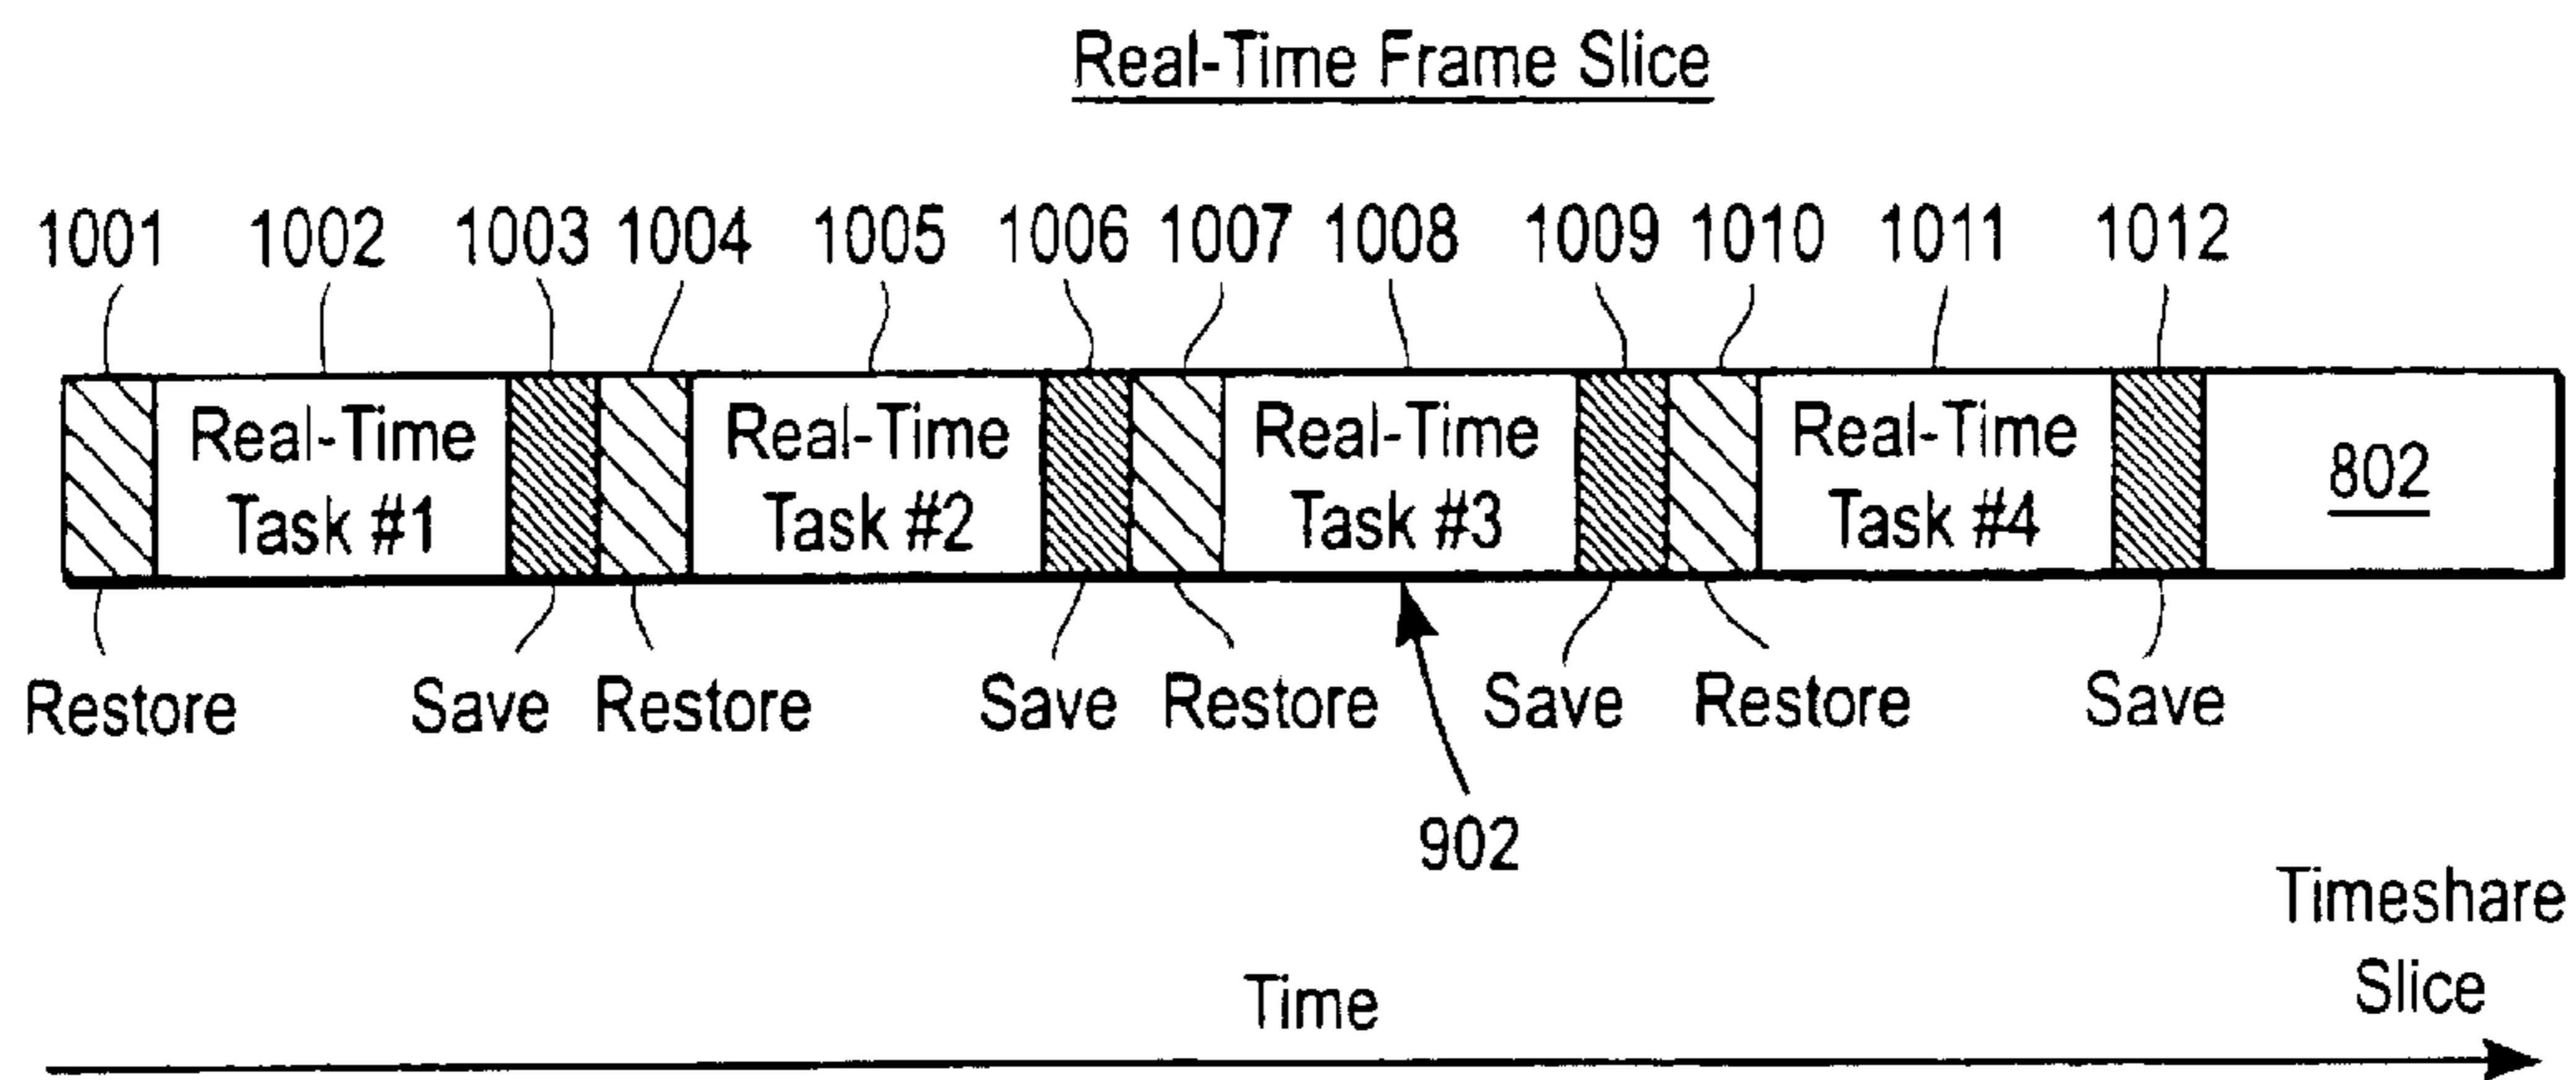 Real-Time Frame Slice
1001 1002 1003 1004 1005 1006 1007 1008 1009 1010 1011 1012
Real-Time Real-Time Real-Time Real-Time
Task #1 Task #2 Task #3 Task #4
802
Restore Save Restore Save Restore Save Restore Save
902
Timeshare
Slice
Time